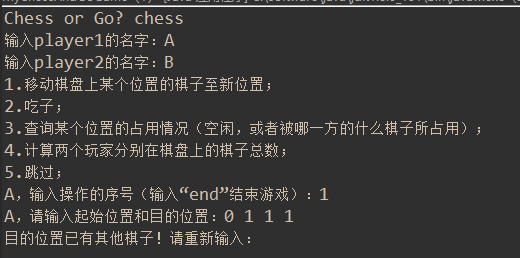 Chess or Go? chess
输入player1的名字：A
输入player2的名字：B
1.移动棋盘上某个位置的棋子至新位置；
2.吃子；
3.查询某个位置的占用情况（空闲，或者被哪一方的什么棋子所占用）；
4.计算两个玩家分别在棋盘上的棋子总数；
5.跳过；
A，输入操作的序号（输入“end”结束游戏）：1
A，请输入起始位置和目的位置：0 1 1 1
目的位置已有其他棋子！请重新输入：